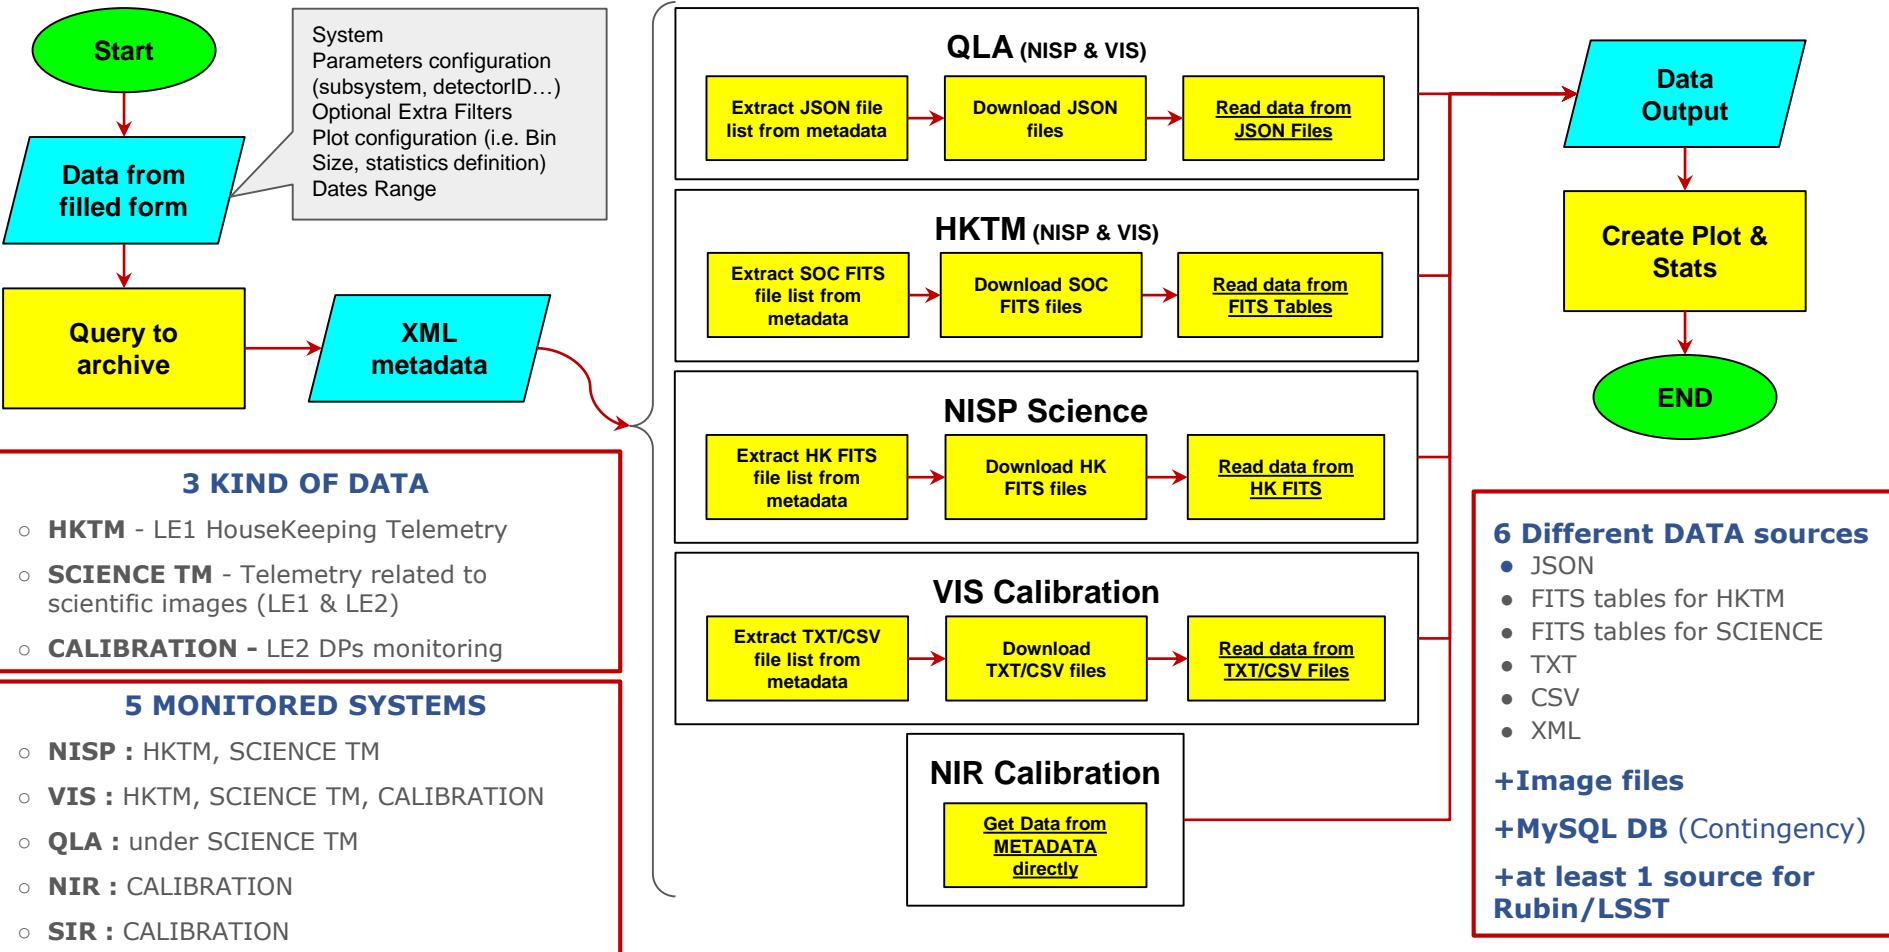 Start
System
Parameters configuration
(subsystem, detectorID…)
Optional Extra Filters
Plot configuration (i.e. Bin
Size, statistics definition)
Dates Range
Data from
filled form
Query to
archive
XML
metadata
QLA (NISP & VIS)
Extract JSON file
list from metadata
Download JSON
files
Read data from
JSON Files
HKTM (NISP & VIS)
Extract SOC FITS
file list from
metadata
Download SOC
FITS files
Read data from
FITS Tables
NISP Science
Extract HK FITS
file list from
metadata
Download HK
FITS files
Read data from
HK FITS
VIS Calibration
Extract TXT/CSV
file list from
metadata
Download
TXT/CSV files
Read data from
TXT/CSV Files
NIR Calibration
Get Data from
METADATA
directly
Data
Output
Create Plot &
Stats
END
3 KIND OF DATA
○ HKTM - LE1 HouseKeeping Telemetry
○ SCIENCE TM - Telemetry related to
scientific images (LE1 & LE2)
○ CALIBRATION - LE2 DPs monitoring
5 MONITORED SYSTEMS
○ NISP : HKTM, SCIENCE TM
○ VIS : HKTM, SCIENCE TM, CALIBRATION
○ QLA : under SCIENCE TM
○ NIR : CALIBRATION
○ SIR : CALIBRATION
6 Different DATA sources
● JSON
● FITS tables for HKTM
● FITS tables for SCIENCE
● TXT
● CSV
● XML
+Image files
+MySQL DB (Contingency)
+at least 1 source for
Rubin/LSST